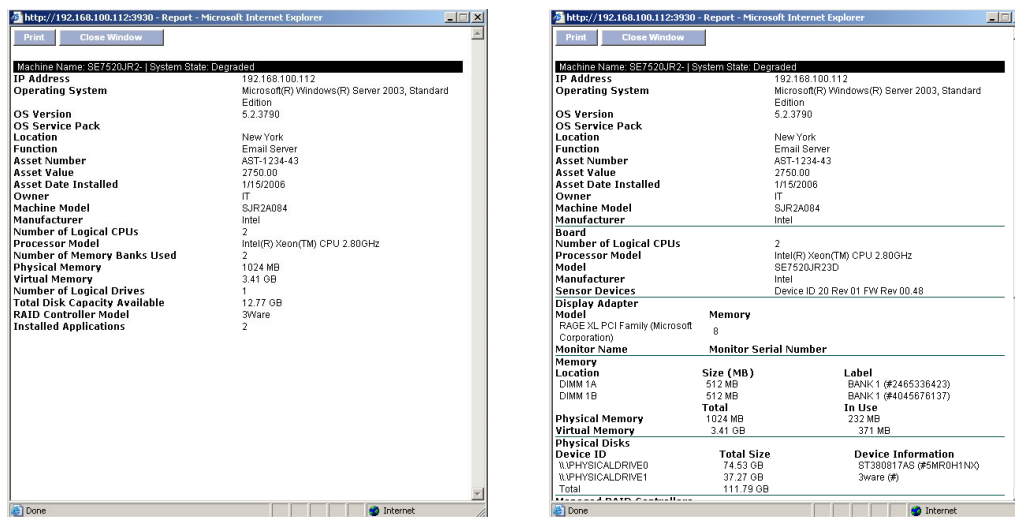 http://192.168.100.112:3930 - Report - Microsoft Internet Explorer
Print Close Window
Machine Name: SE7520JR2- | System State: Degraded
IP Address 192.168.100.112
Operating System Microsoft(R) Windows(R) Server 2003, Standard
Edition
OS Version 5.2.3790
OS Service Pack
Location New York
Function Email Server
Asset Number AST-1234-43
Asset Value 2750.00
Asset Date Installed 1/15/2006
Owner IT
Machine Model SJR2A084
Manufacturer Intel
Number of Logical CPUs 2
Processor Model Intel(R) Xeon(TM) CPU 2.80GHz
Number of Memory Banks Used 2
Physical Memory 1024 MB
Virtual Memory 3.41 GB
Number of Logical Drives 1
Total Disk Capacity Available 12.77 GB
RAID Controller Model 3Ware
Installed Applications 2
Done Internet
http://192.168.100.112:3930 - Report - Microsoft Internet Explorer
Print Close Window
Machine Name: SE7520JR2- | System State: Degraded
IP Address 192.168.100.112
Operating System Microsoft(R) Windows(R) Server 2003, Standard
Edition
OS Version 5.2.3790
OS Service Pack
Location New York
Function Email Server
Asset Number AST-1234-43
Asset Value 2750.00
Asset Date Installed 1/15/2006
Owner IT
Machine Model SJR2A084
Manufacturer Intel
Board
Number of Logical CPUs 2
Processor Model Intel(R) Xeon(TM) CPU 2.80GHz
Model SE7520JR23D
Manufacturer Intel
Sensor Devices Device ID 20 Rev 01 FW Rev 00.48
Display Adapter
Model Memory
RAGE XL PCI Family (Microsoft Corporation) 8
Monitor Name Monitor Serial Number
Memory
Location Size (MB) Label
DIMM 1A 512 MB BANK 1 (#2465336423)
DIMM 1B 512 MB BANK 1 (#4045676137)
Total In Use
Physical Memory 1024 MB 232 MB
Virtual Memory 3.41 GB 371 MB
Physical Disks
Device ID Total Size Device Information
\\.\PHYSICALDRIVE0 74.53 GB ST380817AS (#5MR0H1NX)
\\.\PHYSICALDRIVE1 37.27 GB 3ware (#)
Total 111.79 GB
Managed RAID Controllers
Done Internet